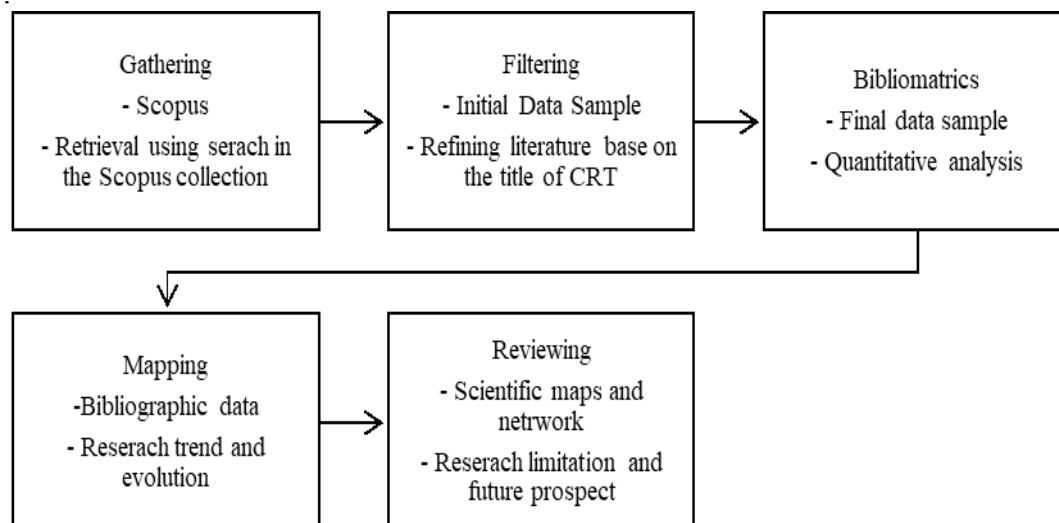 Gathering
- Scopus
- Retrieval using serach in
the Scopus collection
Filtering
- Initial Data Sample
- Refining literature base on
the title of CRT
Bibliomatrics
- Final data sample
- Quantitative analysis
Mapping
-Bibliographic data
- Reserach trend and
evolution
Reviewing
- Scientific maps and
netrwork
- Reserach limitation and
future prospect